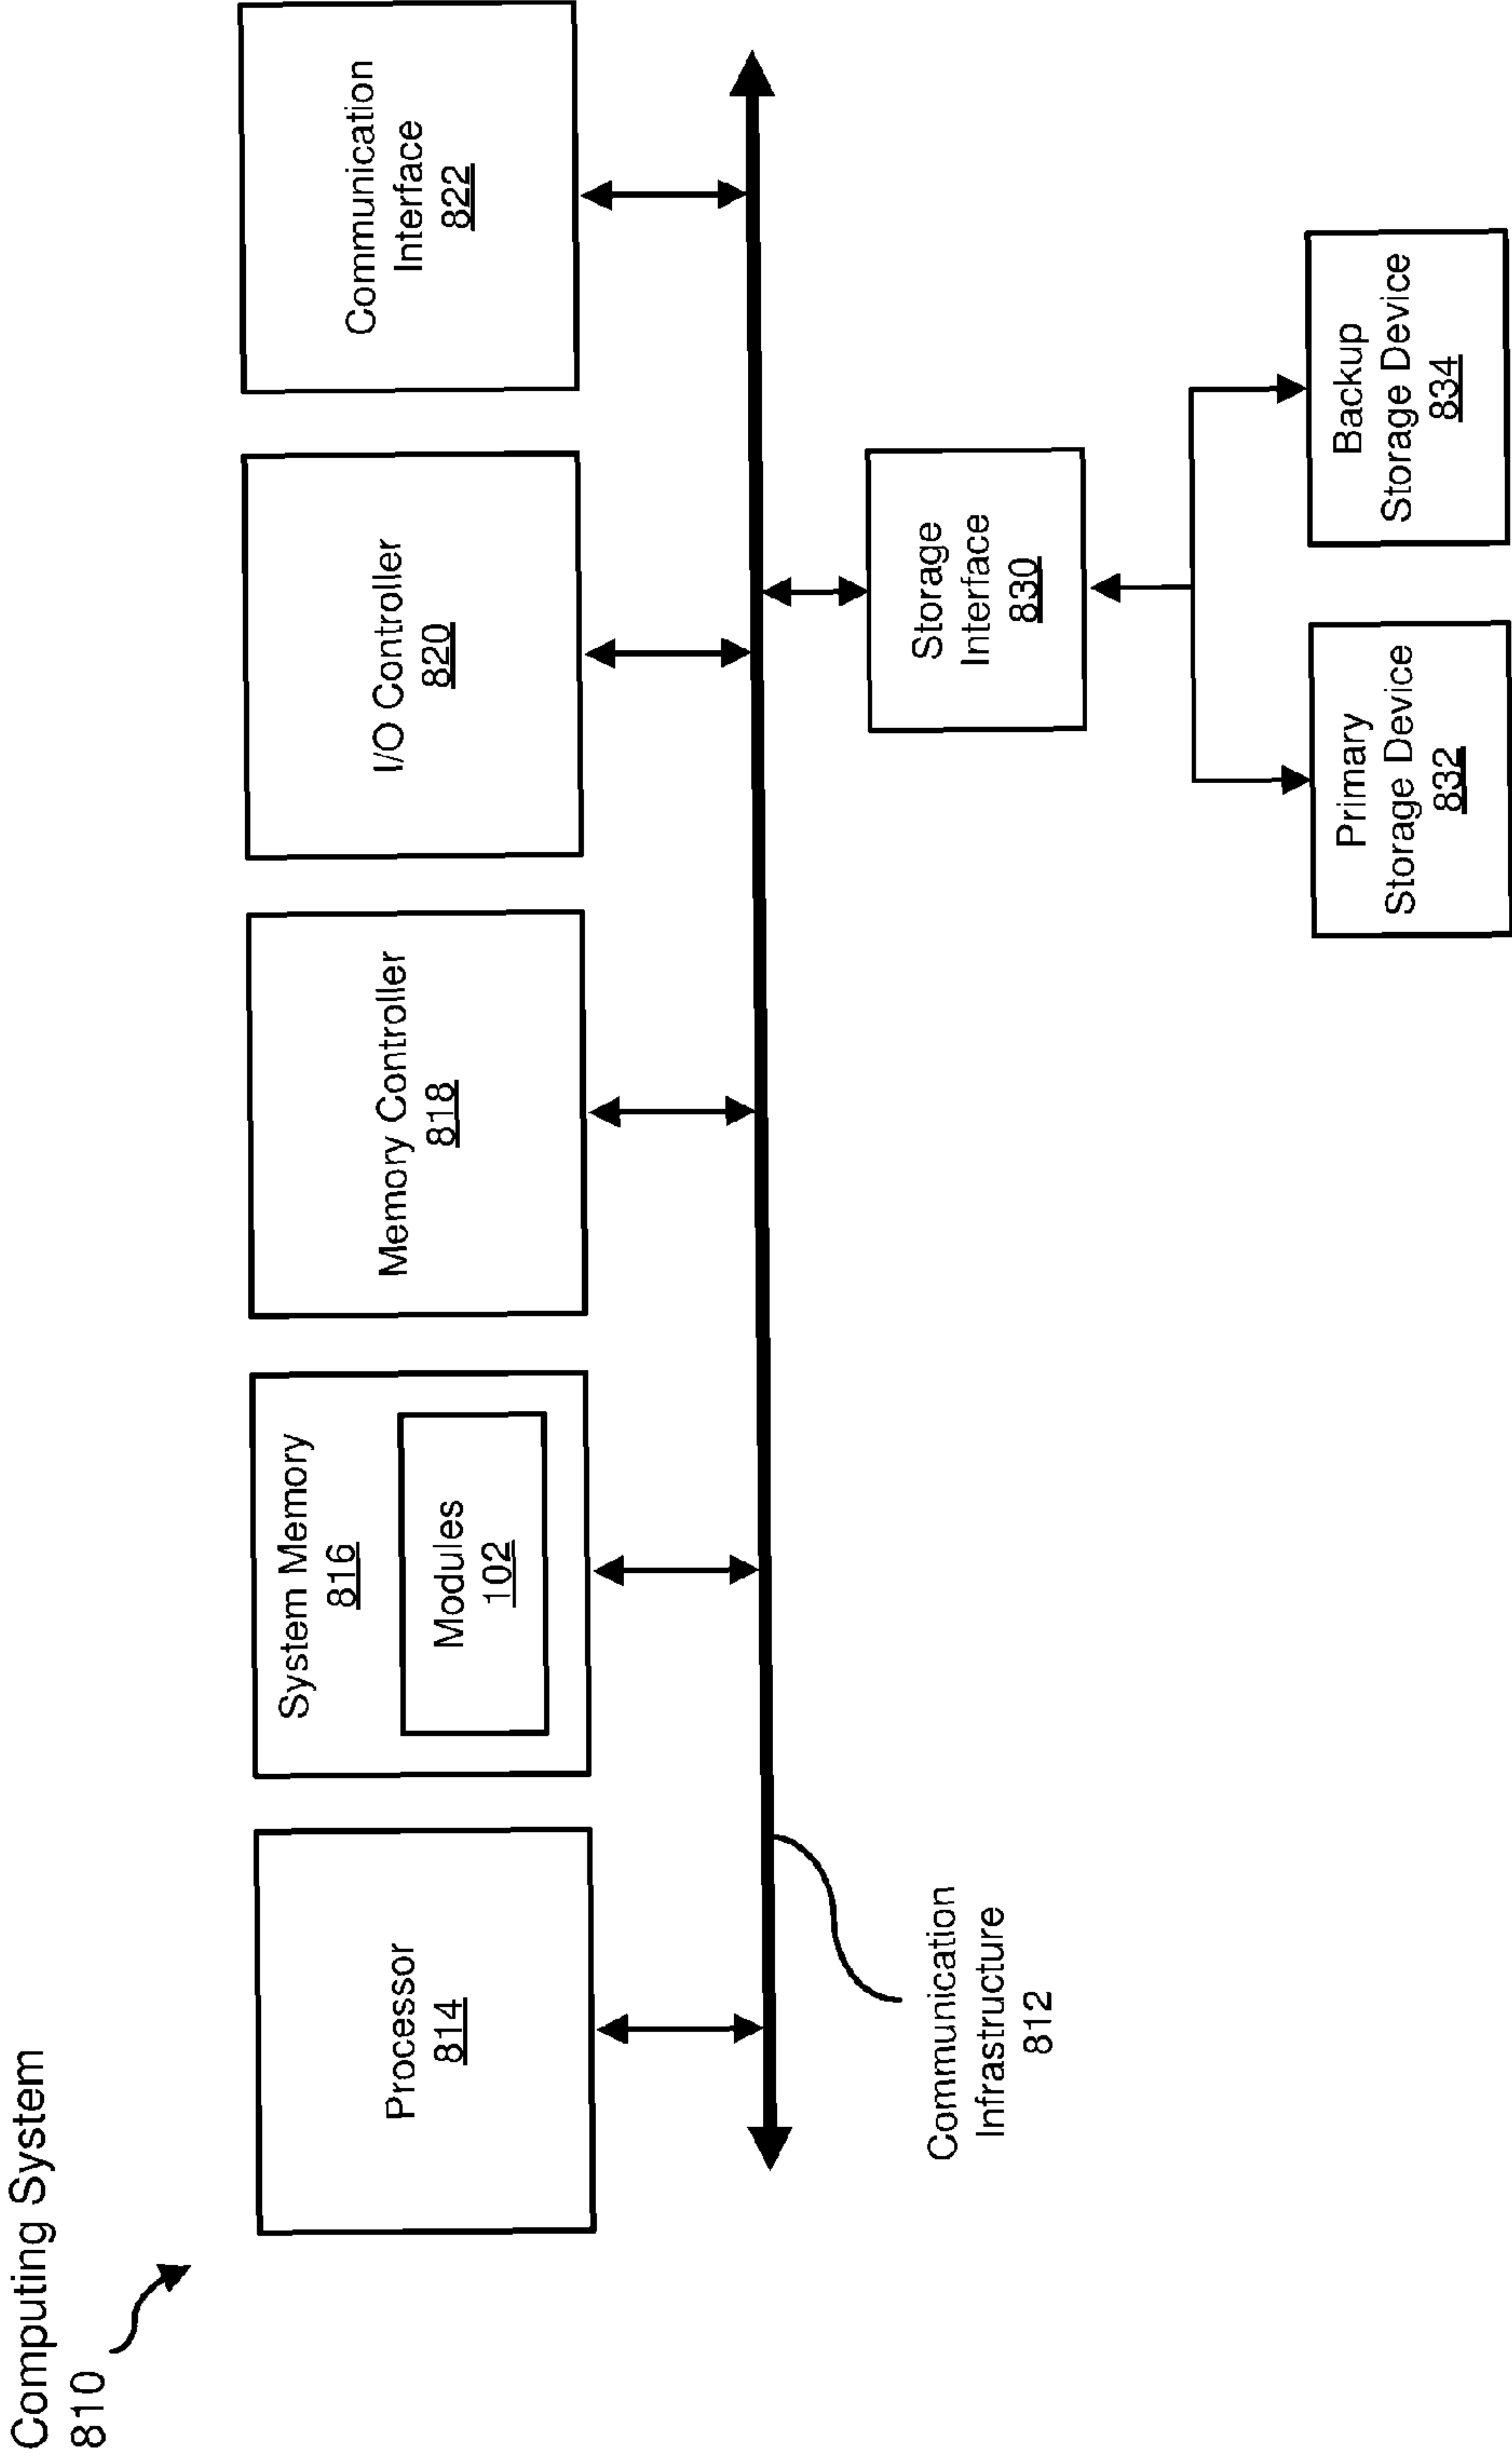 Computing System
810
Processor
814
System Memory
816
Modules
102
Memory Controller
818
I/O Controller
820
Communication
Interface
822
Communication
Infrastructure
812
Storage
Interface
830
Primary
Storage Device
832
Backup
Storage Device
834